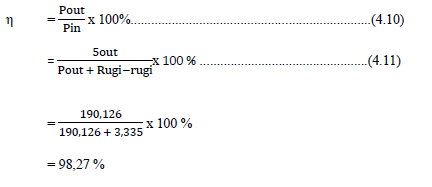 η = Pout/Pin x 100%.....................................................................(4.10)
= 5out/Pout + Rugi−rugi x 100 % ................................................(4.11)
= 190,126/190,126 + 3,335 x 100 %
= 98,27 %